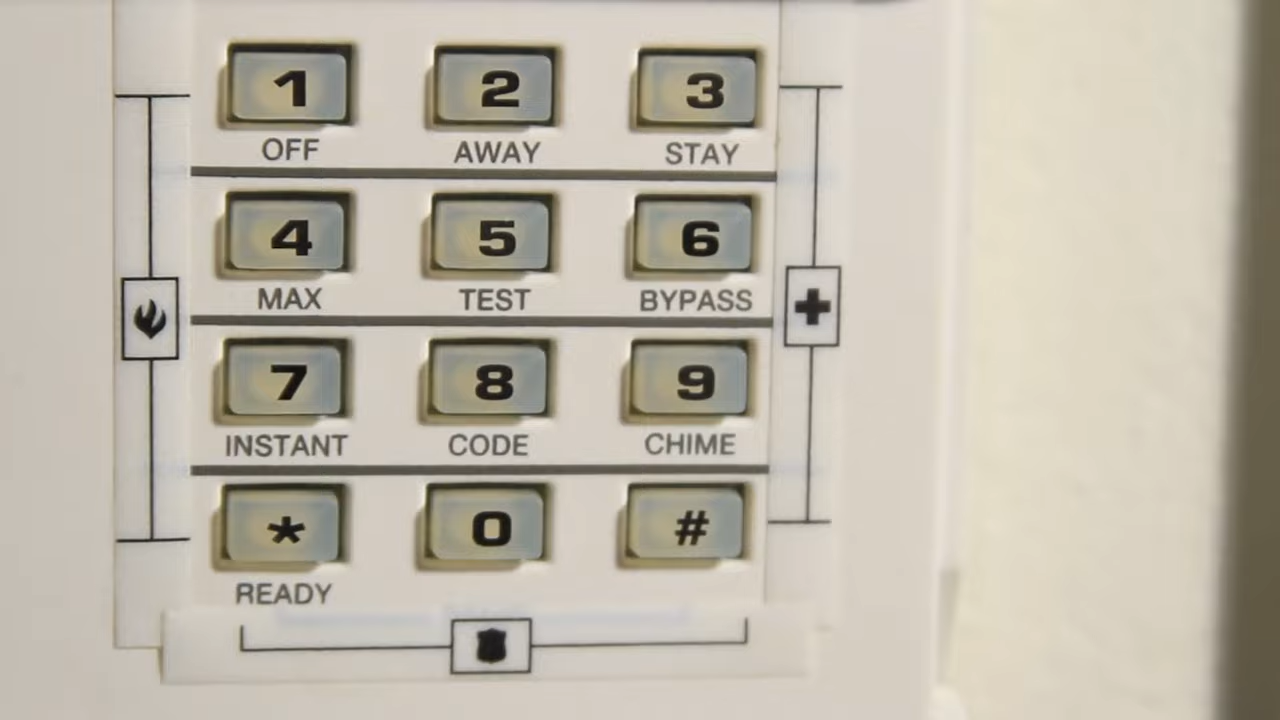 1 2 3
OFF AWAY STAY
4 5 6
MAX TEST BYPASS
7 8 9
INSTANT CODE CHIME
* 0 #
READY